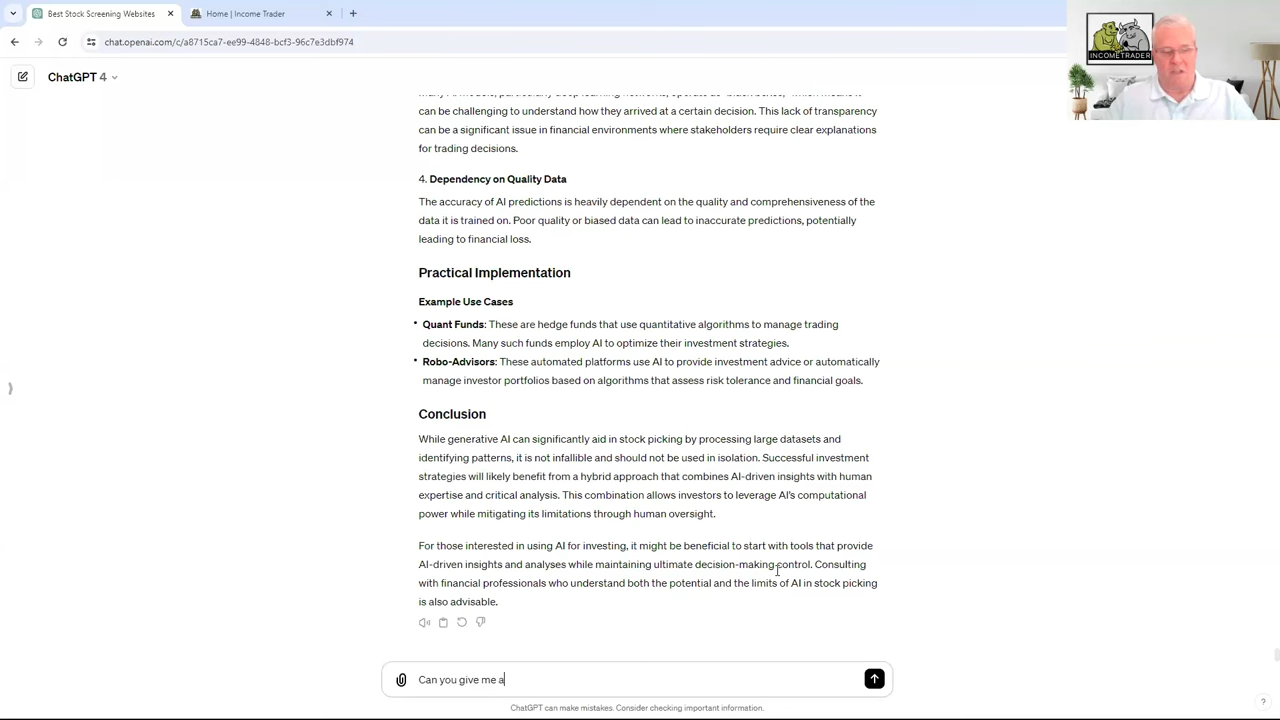 Best Stock Screening Websites
Home | Income Trader
chat.openai.com/c/a8715ca7-ee99-4848-bcf3-96c7e3dbf974
INCOMETRADER
ChatGPT 4
can be challenging to understand how they arrived at a certain decision. This lack of transparency
can be a significant issue in financial environments where stakeholders require clear explanations
for trading decisions.
4. Dependency on Quality Data
The accuracy of AI predictions is heavily dependent on the quality and comprehensiveness of the
data it is trained on. Poor quality or biased data can lead to inaccurate predictions, potentially
leading to financial loss.
Practical Implementation
Example Use Cases
• Quant Funds: These are hedge funds that use quantitative algorithms to manage trading
decisions. Many such funds employ AI to optimize their investment strategies.
• Robo-Advisors: These automated platforms use AI to provide investment advice or automatically
manage investor portfolios based on algorithms that assess risk tolerance and financial goals.
Conclusion
While generative AI can significantly aid in stock picking by processing large datasets and
identifying patterns, it is not infallible and should not be used in isolation. Successful investment
strategies will likely benefit from a hybrid approach that combines AI-driven insights with human
expertise and critical analysis. This combination allows investors to leverage AI's computational
power while mitigating its limitations through human oversight.
For those interested in using AI for investing, it might be beneficial to start with tools that provide
AI-driven insights and analyses while maintaining ultimate decision-making control. Consulting
with financial professionals who understand both the potential and the limits of AI in stock picking
is also advisable.
Can you give me a
ChatGPT can make mistakes. Consider checking important information.
?